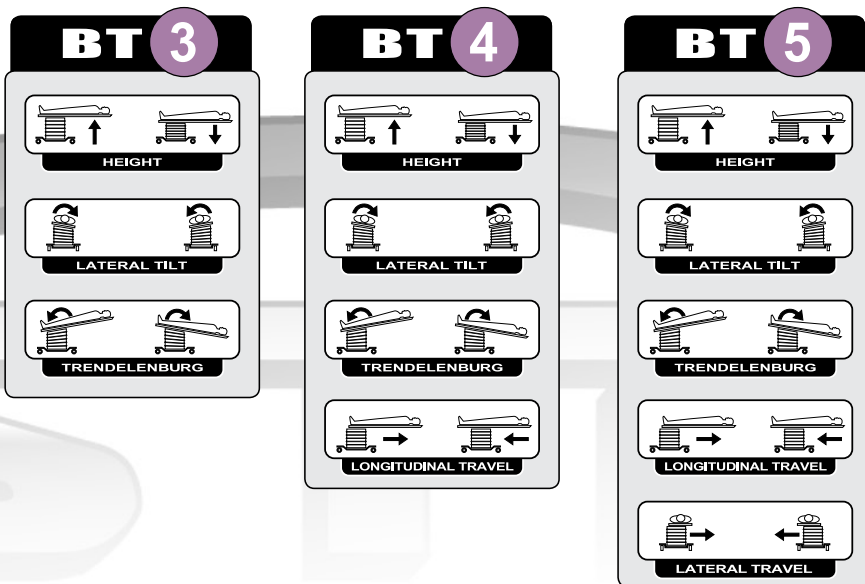 BT 3
HEIGHT
LATERAL TILT
TRENDELENBURG
BT 4
HEIGHT
LATERAL TILT
TRENDELENBURG
LONGITUDINAL TRAVEL
BT 5
HEIGHT
LATERAL TILT
TRENDELENBURG
LONGITUDINAL TRAVEL
LATERAL TRAVEL